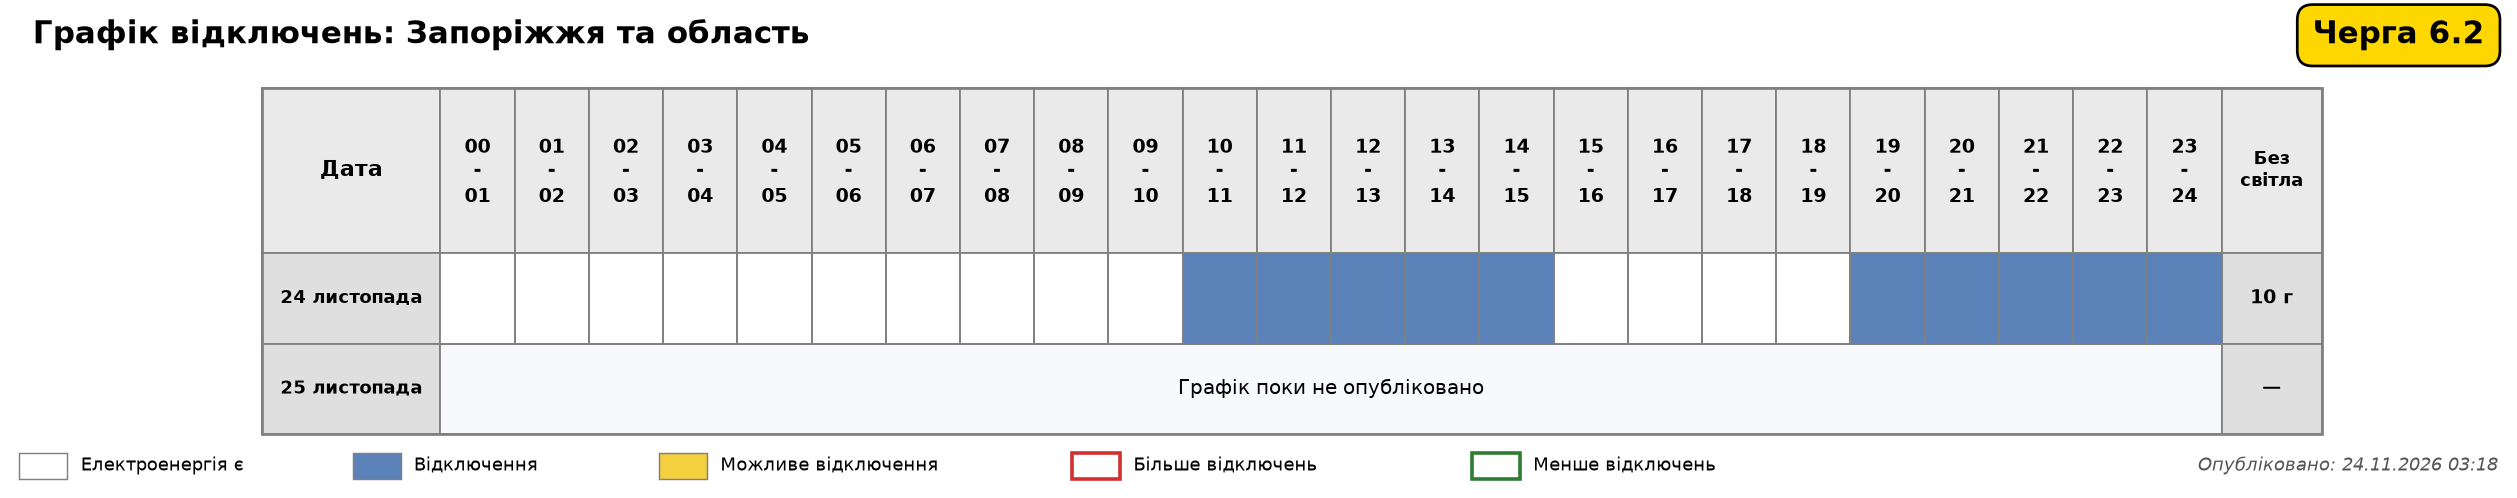 Графік відключень: Запоріжжя та область
Черга 6.2
Дата
00 - 01
01 - 02
02 - 03
03 - 04
04 - 05
05 - 06
06 - 07
07 - 08
08 - 09
09 - 10
10 - 11
11 - 12
12 - 13
13 - 14
14 - 15
15 - 16
16 - 17
17 - 18
18 - 19
19 - 20
20 - 21
21 - 22
22 - 23
23 - 24
Без
світла
24 листопада
10 г
25 листопада
Графік поки не опубліковано
—
Електроенергія є
Відключення
Можливе відключення
Більше відключень
Менше відключень
Опубліковано: 24.11.2026 03:18